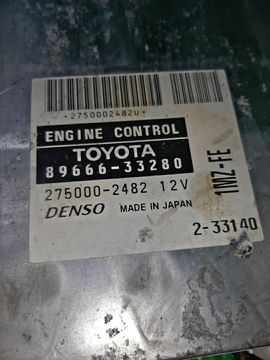 *2750002482U*
ENGINE CONTROL
TOYOTA
89666-33280
275000-2482 12V
DENSO MADE IN JAPAN
1MZ-FE
2-33140